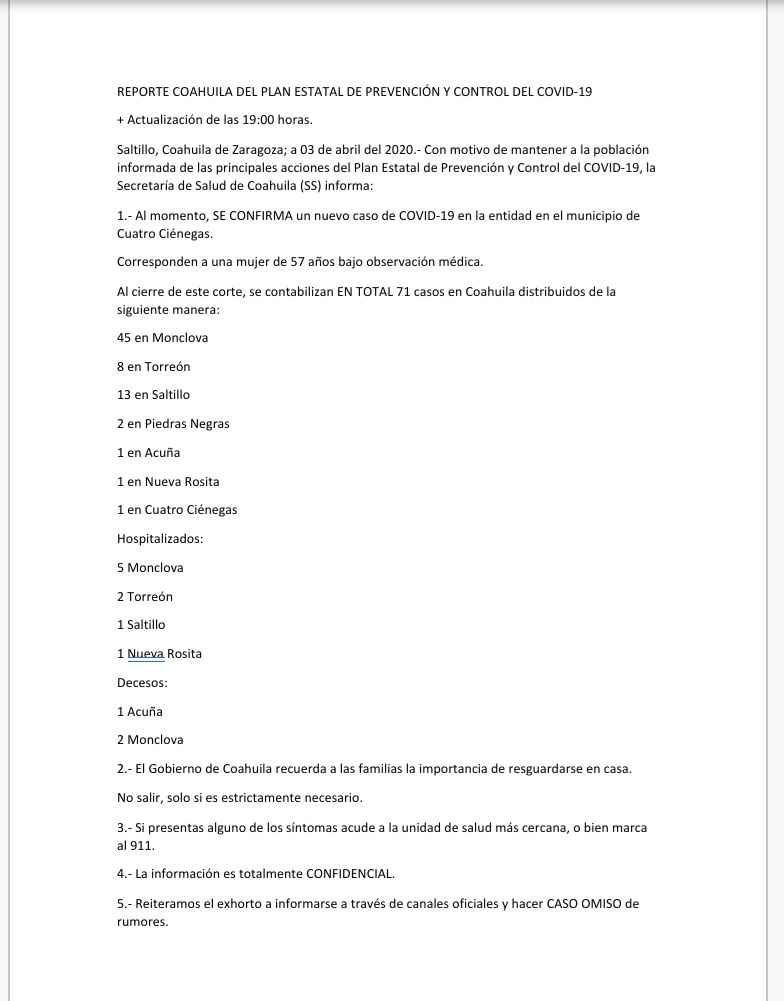 REPORTE COAHUILA DEL PLAN ESTATAL DE PREVENCIÓN Y CONTROL DEL COVID-19
+ Actualización de las 19:00 horas.
Saltillo, Coahuila de Zaragoza; a 03 de abril del 2020.- Con motivo de mantener a la población
informada de las principales acciones del Plan Estatal de Prevención y Control del COVID-19, la
Secretaría de Salud de Coahuila (SS) informa:
1.- Al momento, SE CONFIRMA un nuevo caso de COVID-19 en la entidad en el municipio de
Cuatro Ciénegas.
Corresponden a una mujer de 57 años bajo observación médica.
Al cierre de este corte, se contabilizan EN TOTAL 71 casos en Coahuila distribuidos de la
siguiente manera:
45 en Monclova
8 en Torreón
13 en Saltillo
2 en Piedras Negras
1 en Acuña
1 en Nueva Rosita
1 en Cuatro Ciénegas
Hospitalizados:
5 Monclova
2 Torreón
1 Saltillo
1 Nueva Rosita
Decesos:
1 Acuña
2 Monclova
2.- El Gobierno de Coahuila recuerda a las familias la importancia de resguardarse en casa.
No salir, solo si es estrictamente necesario.
3.- Si presentas alguno de los síntomas acude a la unidad de salud más cercana, o bien marca
al 911.
4.- La información es totalmente CONFIDENCIAL.
5.- Reiteramos el exhorto a informarse a través de canales oficiales y hacer CASO OMISO de
rumores.